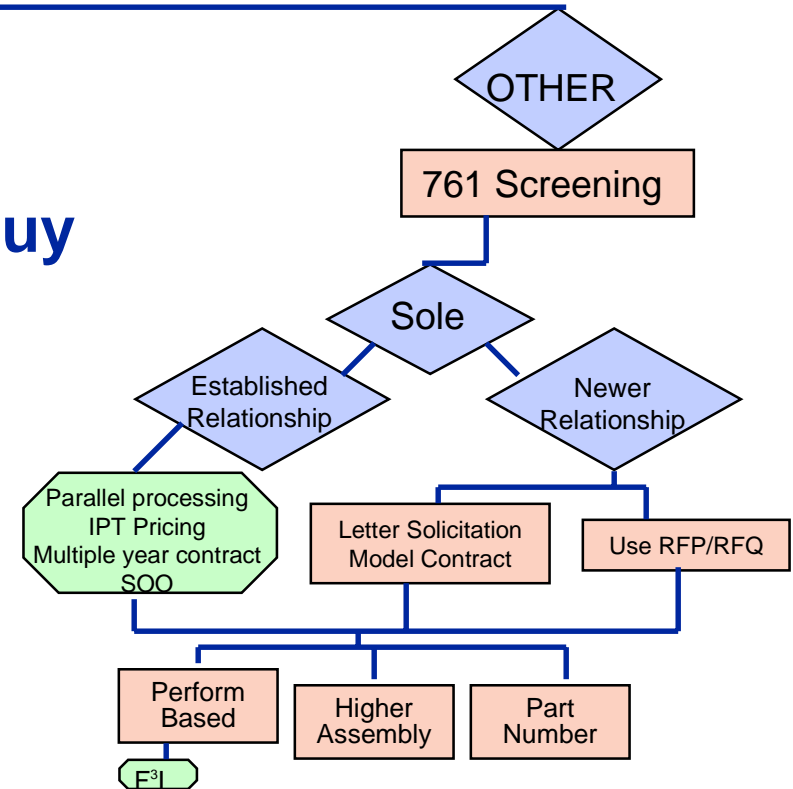 OTHER
761 Screening
uy
Sole
Established
Relationship
Newer
Relationship
Parallel processing
IPT Pricing
Multiple year contract
SOO
Letter Solicitation
Model Contract
Use RFP/RFQ
Perform
Based
Higher
Assembly
Part
Number